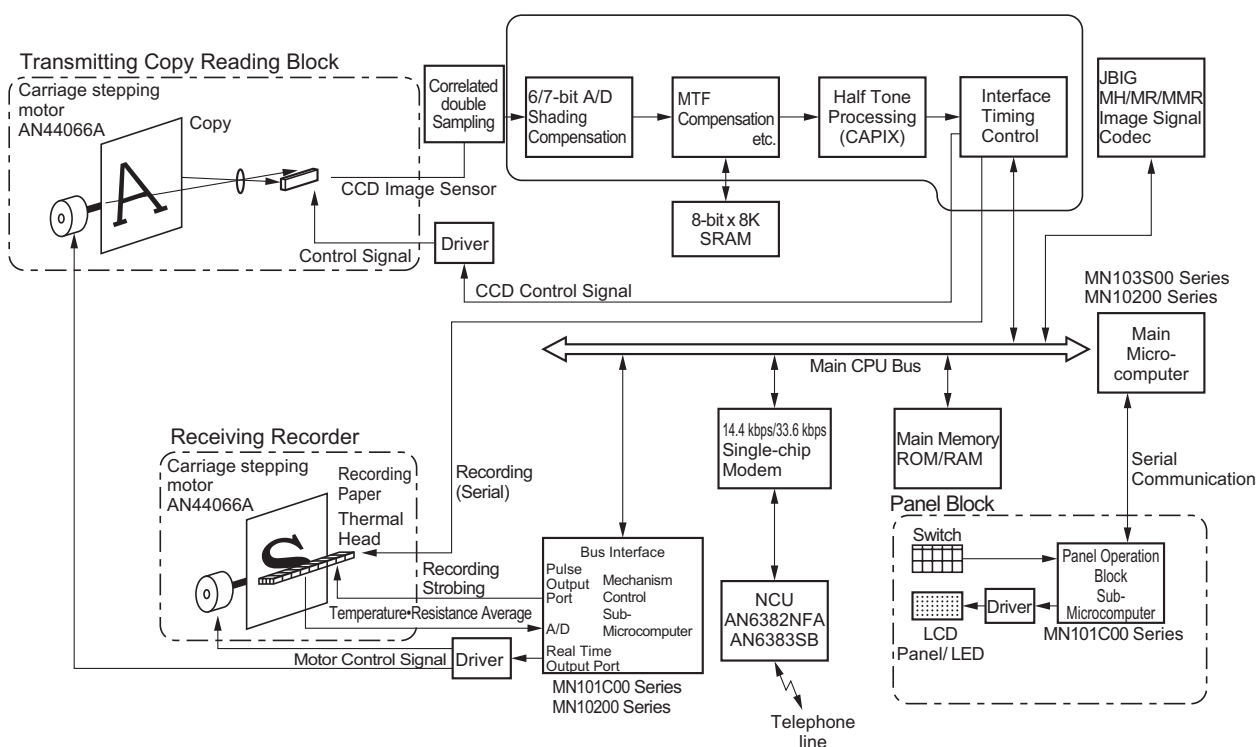 Transmitting Copy Reading Block
Carriage stepping
motor
AN44066A
Copy
A
CCD Image Sensor
Control Signal
Driver
CCD Control Signal
Correlated
double
Sampling
6/7-bit A/D
Shading
Compensation
MTF
Compensation
etc.
Half Tone
Processing
(CAPIX)
Interface
Timing
Control
8-bit x 8K
SRAM
JBIG
MH/MR/MMR
Image Signal
Codec
MN103S00 Series
MN10200 Series
Main
Micro-
computer
Main CPU Bus
14.4 kbps/33.6 kbps
Single-chip
Modem
Main Memory
ROM/RAM
Serial
Communication
Receiving Recorder
Carriage stepping
motor
AN44066A
Recording
Paper
Thermal
Head
S
Recording
(Serial)
Recording
Strobing
Temperature•Resistance Average
Motor Control Signal
Driver
Bus Interface
Pulse
Output
Port
Mechanism
Control
Sub-
Microcomputer
A/D
Real Time
Output Port
MN101C00 Series
MN10200 Series
NCU
AN6382NFA
AN6383SB
Telephone
line
Panel Block
Switch
Panel Operation
Block
Sub-
Microcomputer
Driver
LCD
Panel/ LED
MN101C00 Series